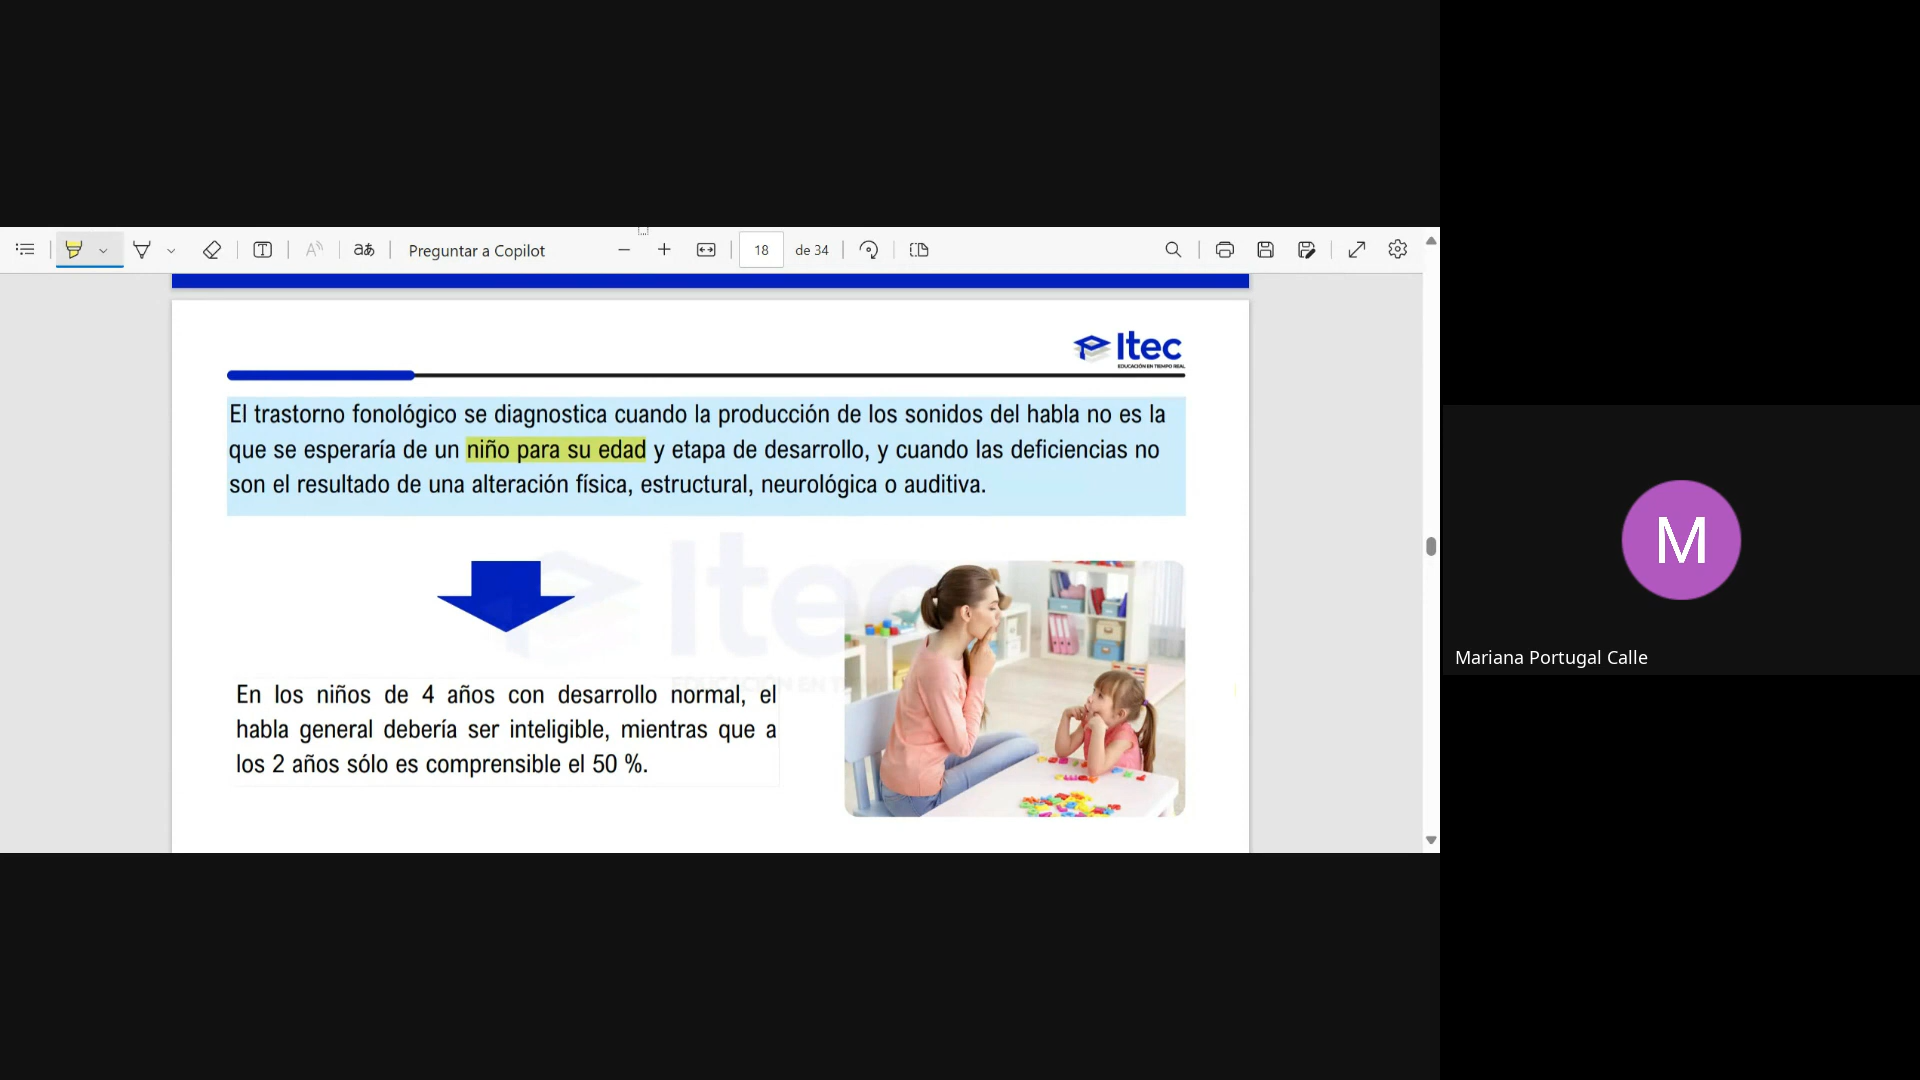 Preguntar a Copilot
18
de 34
Itec
EDUCACIÓN EN TIEMPO REAL
El trastorno fonológico se diagnostica cuando la producción de los sonidos del habla no es la
que se esperaría de un niño para su edad y etapa de desarrollo, y cuando las deficiencias no
son el resultado de una alteración física, estructural, neurológica o auditiva.
En los niños de 4 años con desarrollo normal, el
habla general debería ser inteligible, mientras que a
los 2 años sólo es comprensible el 50 %.
M
Mariana Portugal Calle